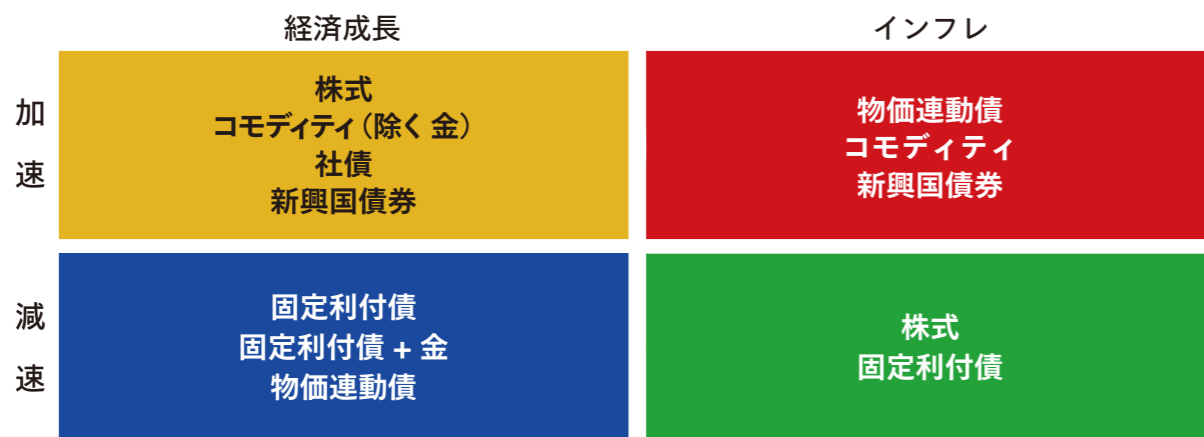 経済成長
インフレ
加速
株式
コモディティ（除く 金）
社債
新興国債券
物価連動債
コモディティ
新興国債券
減速
固定利付債
固定利付債 + 金
物価連動債
株式
固定利付債